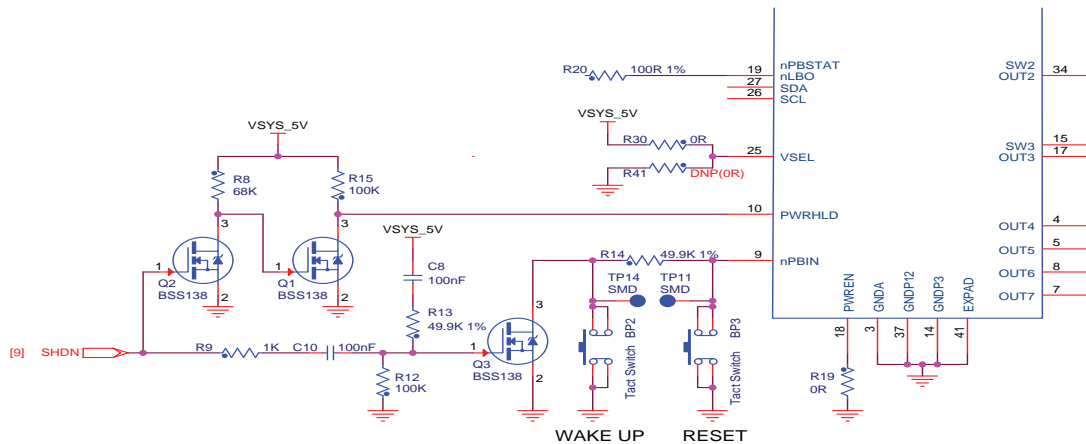 R20 100R 1%
19
nPBSTAT
nLBO
27
SDA
26
SCL
SW2
OUT2
34
VSYS_5V
R30 0R
25
VSEL
R41
DNP(0R)
SW3
15
OUT3
17
VSYS_5V
R8
68K
R15
100K
10
PWRHLD
3
3
1
Q2
BSS138
2
1
Q1
BSS138
2
VSYS_5V
C8
100nF
R13
49.9K 1%
R14 49.9K 1%
9
nPBIN
TP14
SMD
TP11
SMD
OUT4
4
OUT5
5
OUT6
8
OUT7
7
PWREN
GNDA
GNDP12
GNDP3
EXPAD
18
3
37
14
41
R19
0R
[9] SHDN
R9 1K
C10 100nF
R12
100K
3
1
Q3
BSS138
2
Tact Switch BP2
Tact Switch BP3
WAKE UP
RESET